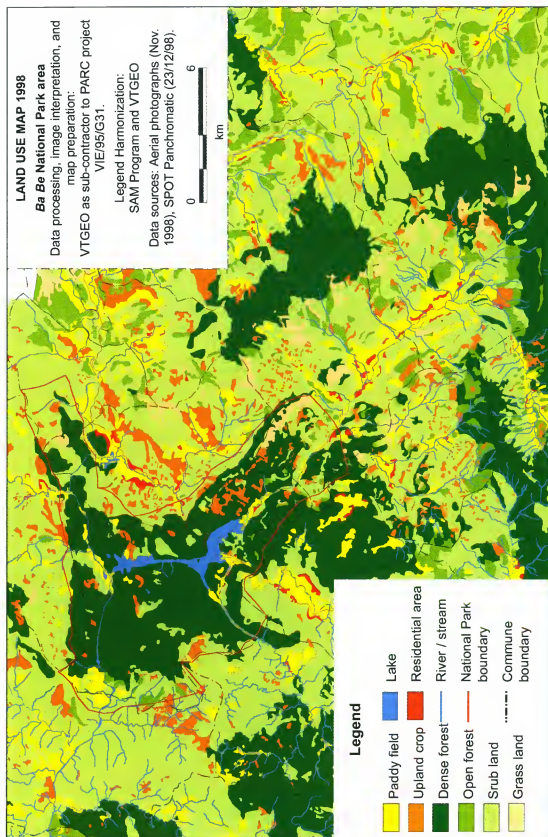 LAND USE MAP 1998
Ba Be National Park area
Data processing, image interpretation, and
map preparation:
VTGEO as sub-contractor to PARC project
VIE/95/G31.
Legend Harmonization:
SAM Program and VTGEO
Data sources: Aerial photographs (Nov.
1998), SPOT Panchromatic (23/12/98).
0 6
km
Legend
Paddy field
Upland crop
Dense forest
Open forest
Srub land
Grass land
Lake
Residential area
River / stream
National Park
boundary
Commune
boundary